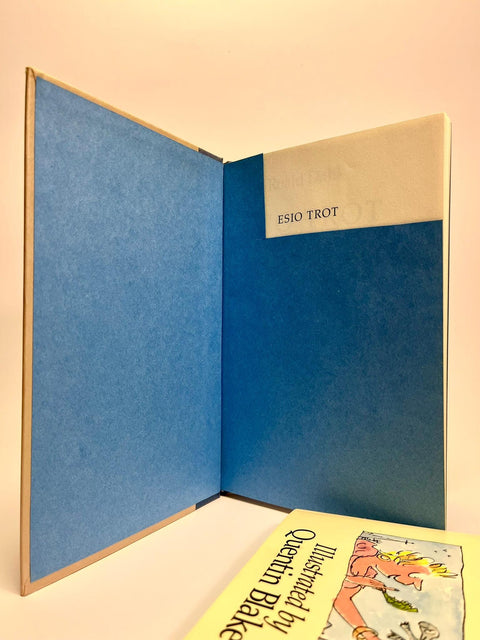 ESIO TROT
Illustrated by
Quentin Blake